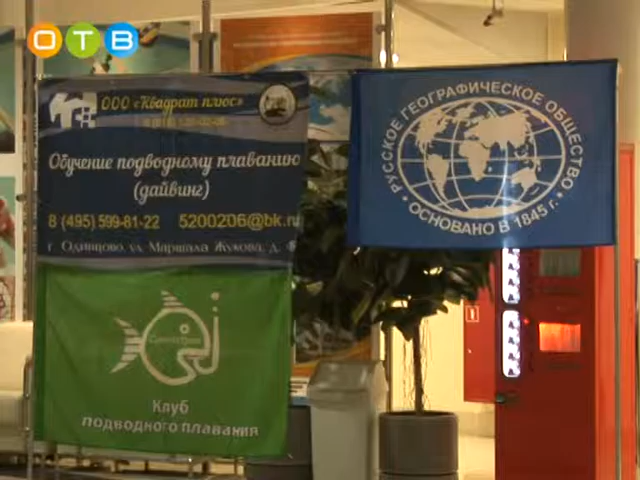 ОТВ
ООО «Квадрат плюс»
Обучение подводному плаванию
(дайвинг)
8 (495) 599-81-22 5200206@bk.ru
г. Одинцово, ул. Маршала Жукова, д.
Клуб
подводного плавания
• РУССКОЕ ГЕОГРАФИЧЕСКОЕ ОБЩЕСТВО •
ОСНОВАНО В 1845 г.